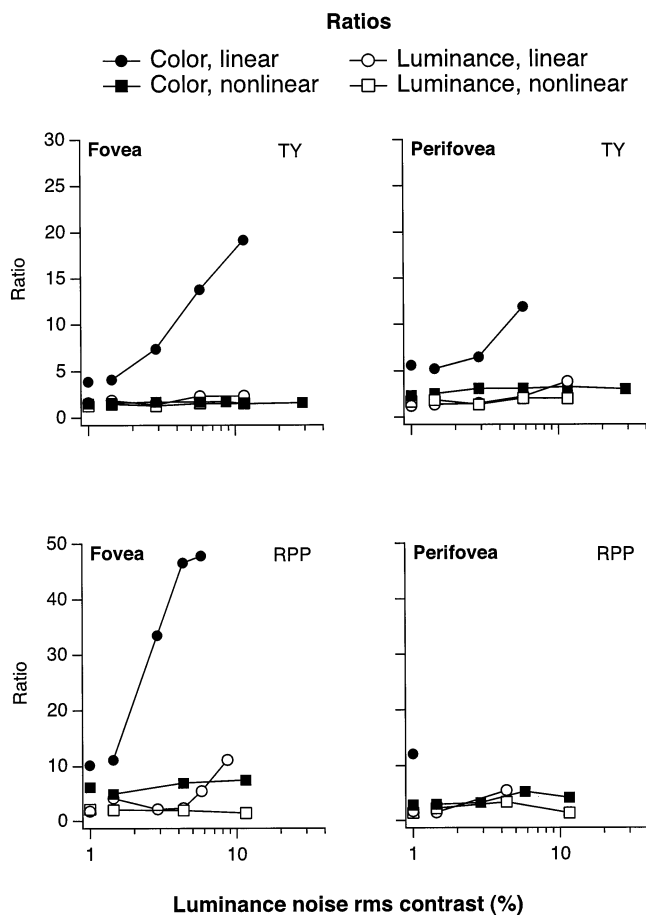 Ratios
Color, linear Luminance, linear
Color, nonlinear Luminance, nonlinear
Fovea TY
Perifovea TY
30
25
20
15
10
5
0
Ratio
Fovea RPP
Perifovea RPP
50
40
30
20
10
0
Ratio
1 10
1 10
Luminance noise rms contrast (%)